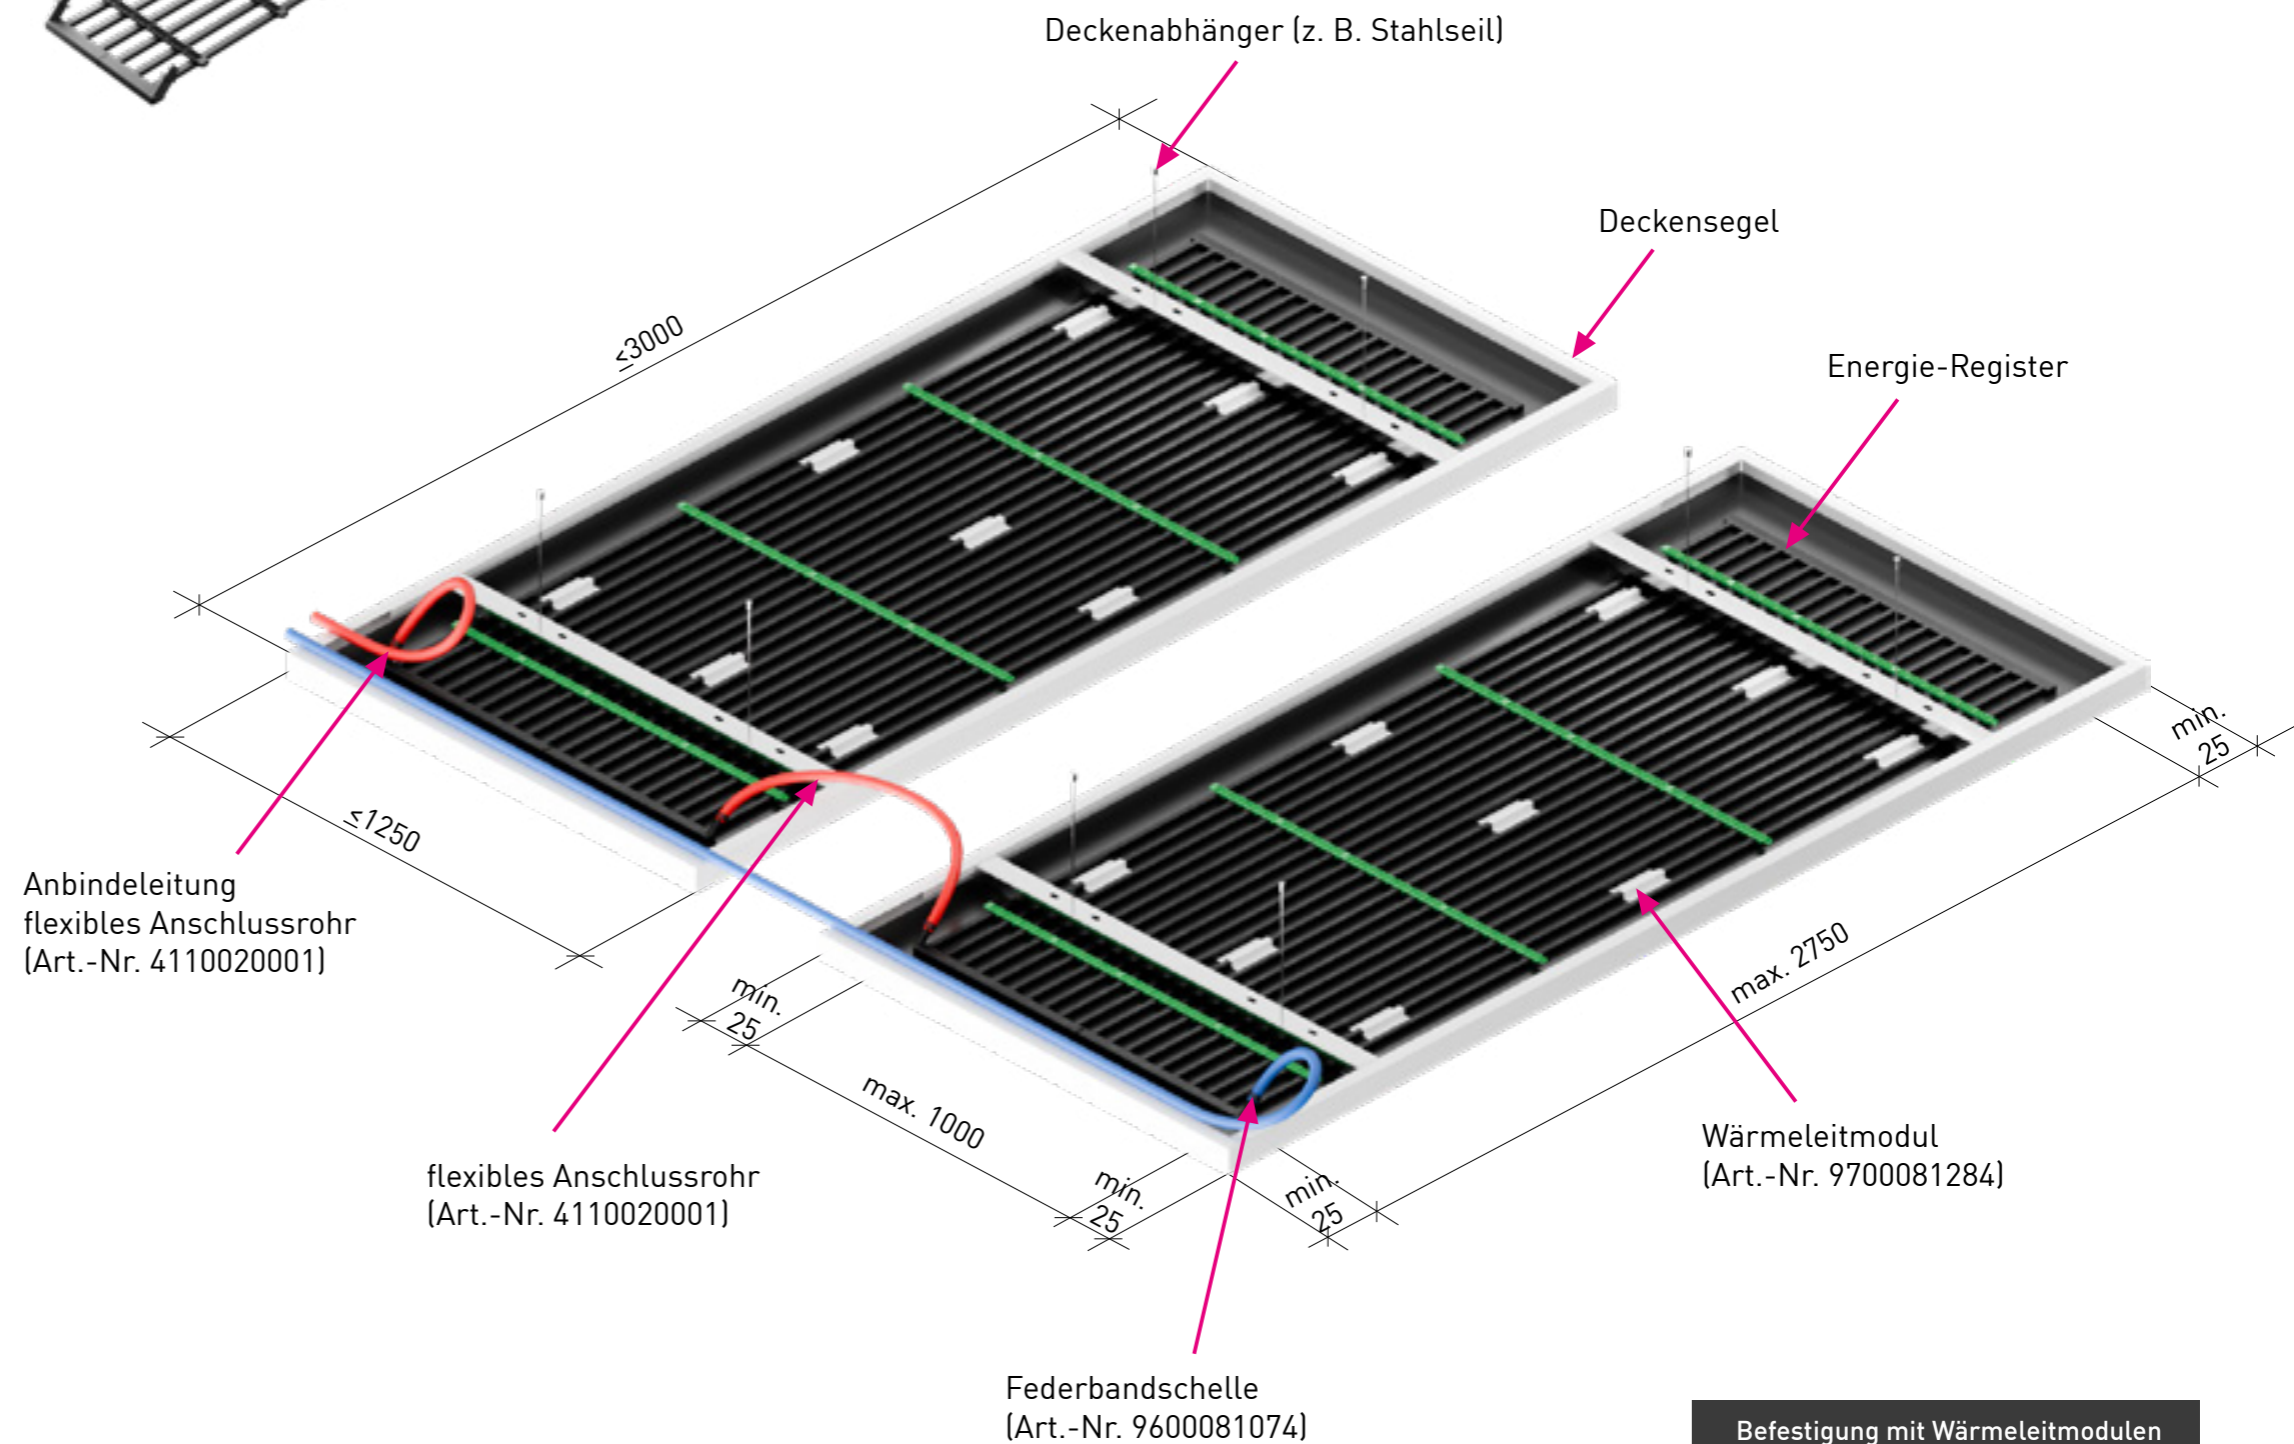 Deckenabhänger (z. B. Stahlseil)
Deckensegel
≤3000
Energie-Register
min.
25
≤1250
Anbindeleitung
flexibles Anschlussrohr
(Art.-Nr. 4110020001)
max. 2750
min.
25
max. 1000
Wärmeleitmodul
(Art.-Nr. 9700081284)
flexibles Anschlussrohr
(Art.-Nr. 4110020001)
min.
25
min.
25
Federbandschelle
(Art.-Nr. 9600081074)
Befestigung mit Wärmeleitmodulen